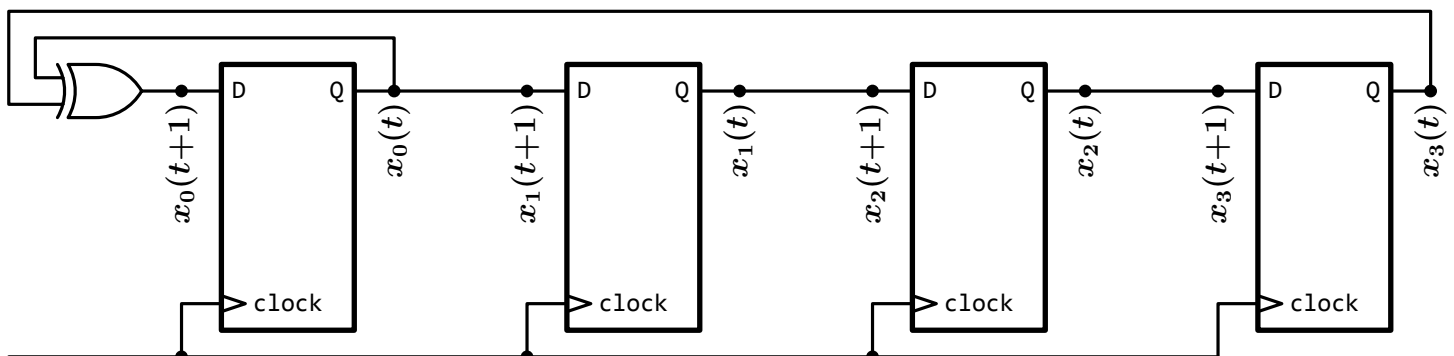 D Q D Q D Q D Q
x₀(t+1) x₀(t) x₁(t+1) x₁(t) x₂(t+1) x₂(t) x₃(t+1) x₃(t)
clock clock clock clock